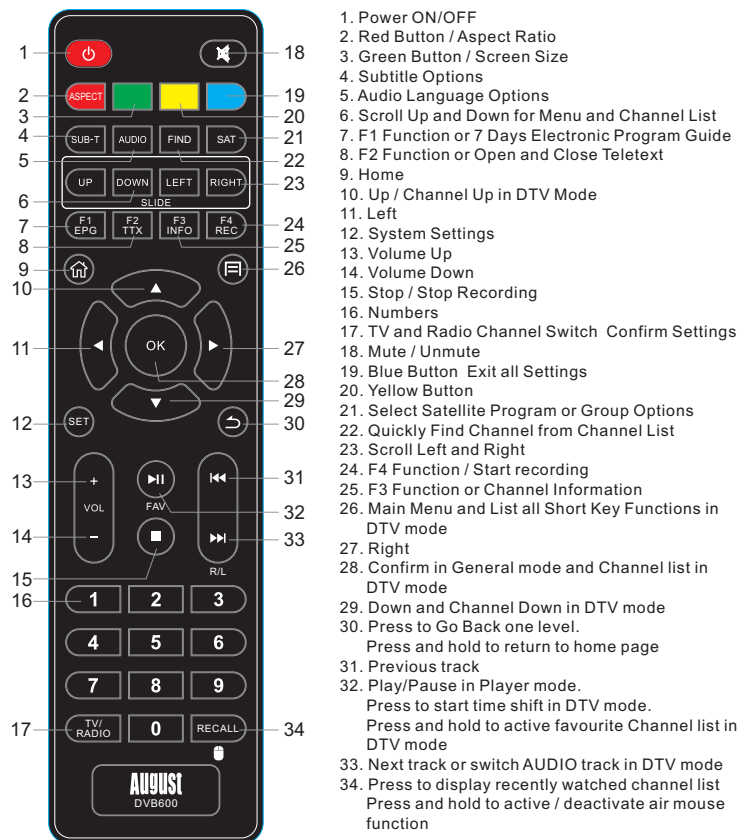 1
2
3
4
5
6
7
8
9
10
11
12
13
14
15
16
17
18
19
20
21
22
23
24
25
26
27
28
29
30
31
32
33
34
ASPECT
SUB-T AUDIO FIND SAT
UP DOWN LEFT RIGHT
SLIDE
F1 EPG
F2 TTX
F3 INFO
F4 REC
OK
SET
+
VOL
−
FAV
R/L
1 2 3
4 5 6
7 8 9
TV/ RADIO
0
RECALL
AUGUST
DVB600
1. Power ON/OFF
2. Red Button / Aspect Ratio
3. Green Button / Screen Size
4. Subtitle Options
5. Audio Language Options
6. Scroll Up and Down for Menu and Channel List
7. F1 Function or 7 Days Electronic Program Guide
8. F2 Function or Open and Close Teletext
9. Home
10. Up / Channel Up in DTV Mode
11. Left
12. System Settings
13. Volume Up
14. Volume Down
15. Stop / Stop Recording
16. Numbers
17. TV and Radio Channel Switch Confirm Settings
18. Mute / Unmute
19. Blue Button Exit all Settings
20. Yellow Button
21. Select Satellite Program or Group Options
22. Quickly Find Channel from Channel List
23. Scroll Left and Right
24. F4 Function / Start recording
25. F3 Function or Channel Information
26. Main Menu and List all Short Key Functions in
DTV mode
27. Right
28. Confirm in General mode and Channel list in
DTV mode
29. Down and Channel Down in DTV mode
30. Press to Go Back one level.
Press and hold to return to home page
31. Previous track
32. Play/Pause in Player mode.
Press to start time shift in DTV mode.
Press and hold to active favourite Channel list in
DTV mode
33. Next track or switch AUDIO track in DTV mode
34. Press to display recently watched channel list
Press and hold to active / deactivate air mouse
function